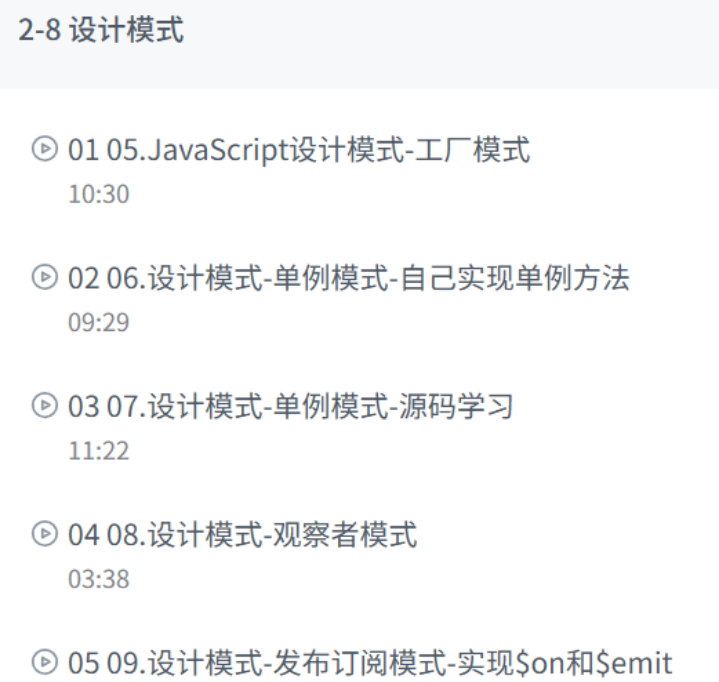 2-8 设计模式
01 05.JavaScript设计模式-工厂模式
10:30
02 06.设计模式-单例模式-自己实现单例方法
09:29
03 07.设计模式-单例模式-源码学习
11:22
04 08.设计模式-观察者模式
03:38
05 09.设计模式-发布订阅模式-实现$on和$emit